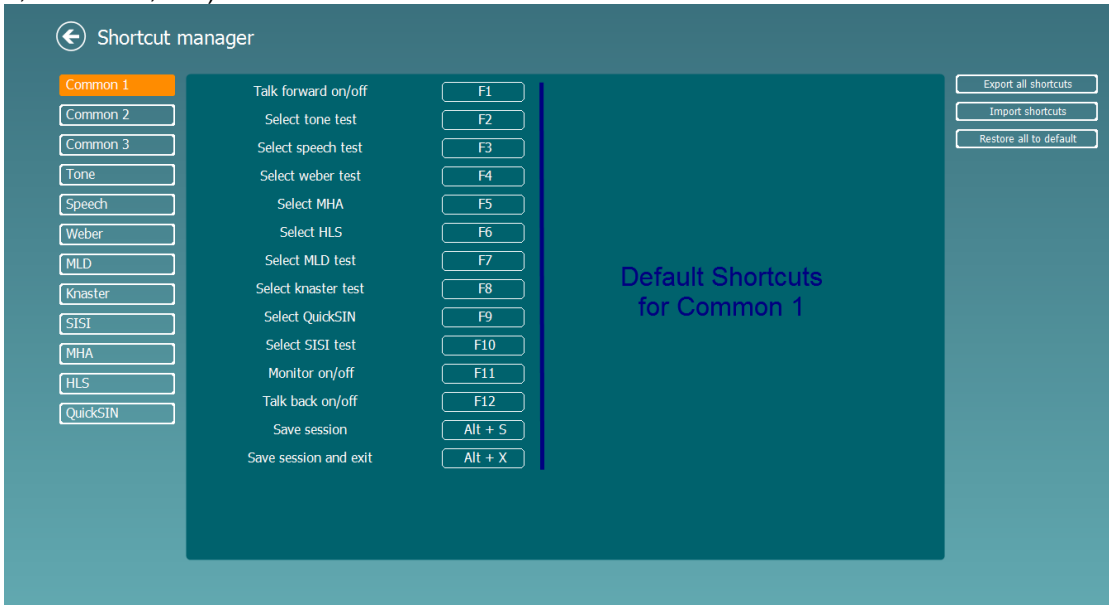 Shortcut manager
Common 1
Common 2
Common 3
Tone
Speech
Weber
MLD
Knaster
SISI
MHA
HLS
QuickSIN
Talk forward on/off F1
Select tone test F2
Select speech test F3
Select weber test F4
Select MHA F5
Select HLS F6
Select MLD test F7
Select knaster test F8
Select QuickSIN F9
Select SISI test F10
Monitor on/off F11
Talk back on/off F12
Save session Alt + S
Save session and exit Alt + X
Default Shortcuts
for Common 1
Export all shortcuts
Import shortcuts
Restore all to default